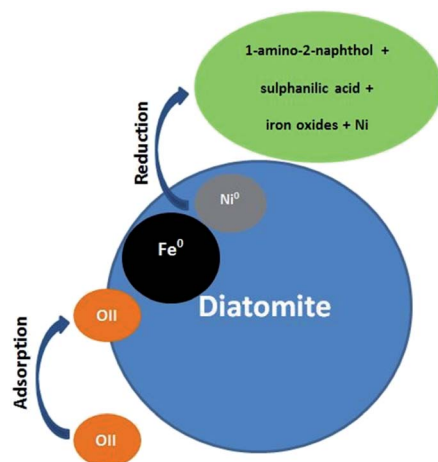 1-amino-2-naphthol +
sulphanilic acid +
iron oxides + Ni
Reduction
Ni⁰
Fe⁰
Diatomite
OII
Adsorption
OII